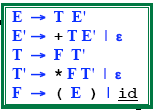 E → T E'
E' → + T E' | ε
T → F T'
T' → * F T' | ε
F → ( E ) | id